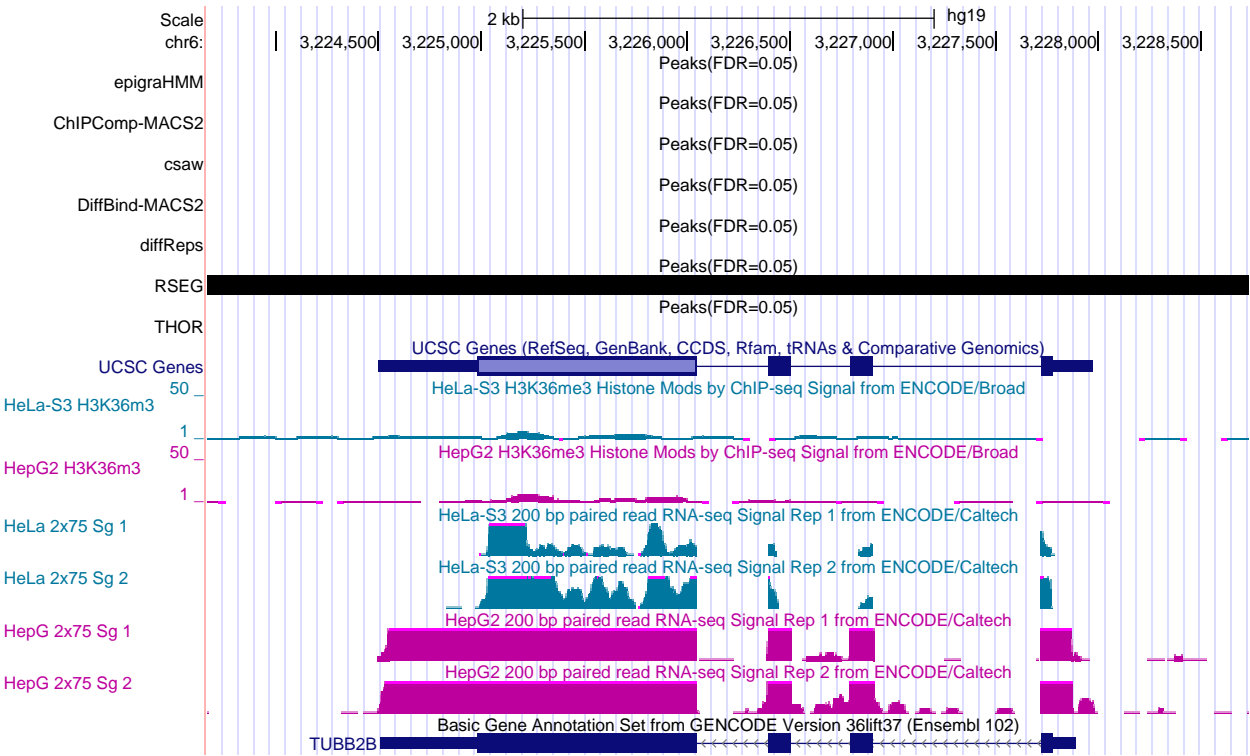 Scale 2 kb hg19
chr6: 3,224,500 3,225,000 3,225,500 3,226,000 3,226,500 3,227,000 3,227,500 3,228,000 3,228,500
Peaks(FDR=0.05)
epigraHMM
Peaks(FDR=0.05)
ChIPComp-MACS2
Peaks(FDR=0.05)
csaw
Peaks(FDR=0.05)
DiffBind-MACS2
Peaks(FDR=0.05)
diffReps
Peaks(FDR=0.05)
RSEG
Peaks(FDR=0.05)
THOR
UCSC Genes (RefSeq, GenBank, CCDS, Rfam, tRNAs & Comparative Genomics)
UCSC Genes
50 HeLa-S3 H3K36me3 Histone Mods by ChIP-seq Signal from ENCODE/Broad
HeLa-S3 H3K36m3
1
50 HepG2 H3K36me3 Histone Mods by ChIP-seq Signal from ENCODE/Broad
HepG2 H3K36m3
1
HeLa-S3 200 bp paired read RNA-seq Signal Rep 1 from ENCODE/Caltech
HeLa 2x75 Sg 1
HeLa-S3 200 bp paired read RNA-seq Signal Rep 2 from ENCODE/Caltech
HeLa 2x75 Sg 2
HepG2 200 bp paired read RNA-seq Signal Rep 1 from ENCODE/Caltech
HepG 2x75 Sg 1
HepG2 200 bp paired read RNA-seq Signal Rep 2 from ENCODE/Caltech
HepG 2x75 Sg 2
Basic Gene Annotation Set from GENCODE Version 36lift37 (Ensembl 102)
TUBB2B